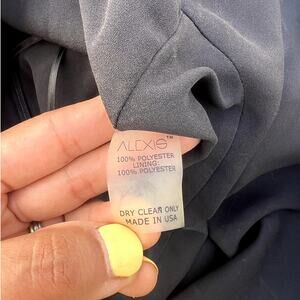 ALEXIS™
100% POLYESTER
LINING:
100% POLYESTER
DRY CLEAN ONLY
MADE IN USA